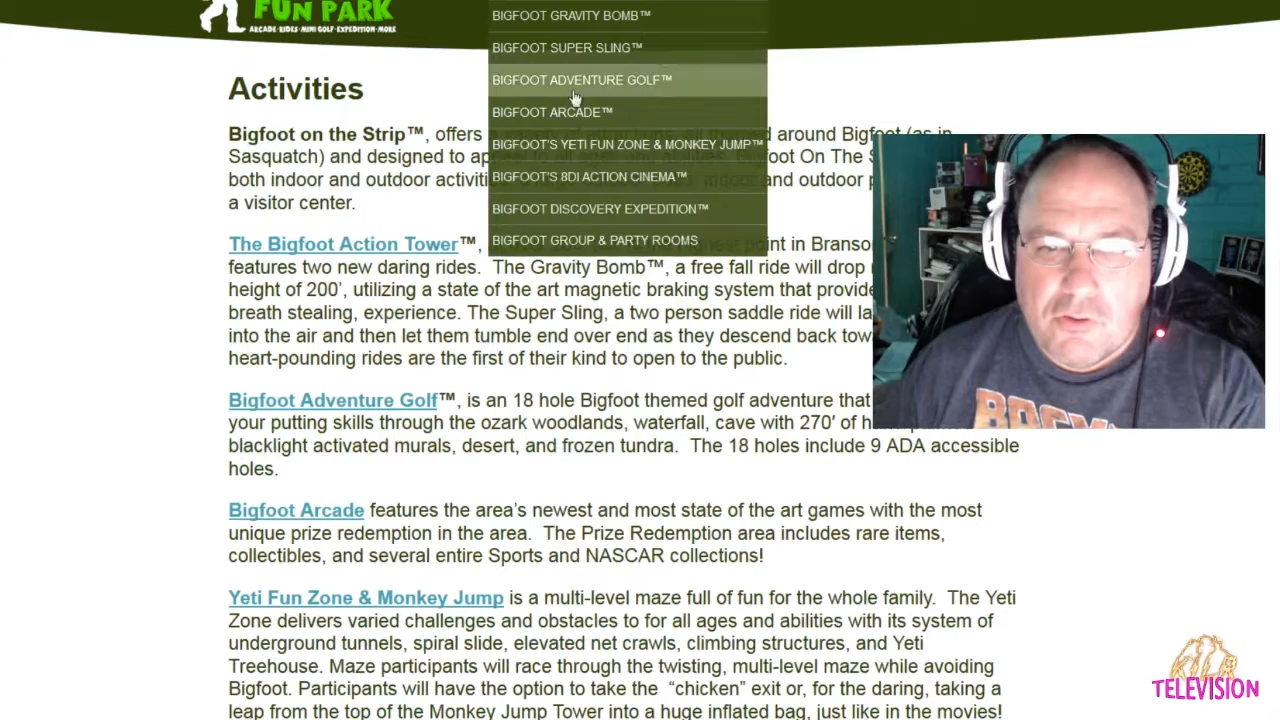 FUN PARK
ARCADE·RIDES·MINI GOLF·EXPEDITION·MORE
BIGFOOT GRAVITY BOMB™
BIGFOOT SUPER SLING™
BIGFOOT ADVENTURE GOLF™
BIGFOOT ARCADE™
BIGFOOT'S YETI FUN ZONE & MONKEY JUMP™
BIGFOOT'S 8DI ACTION CINEMA™
BIGFOOT DISCOVERY EXPEDITION™
BIGFOOT GROUP & PARTY ROOMS
Activities
Bigfoot on the Strip™, offers around Bigfoot (as in
Sasquatch) and designed to Bigfoot On The S
both indoor and outdoor and outdoor p
a visitor center.
The Bigfoot Action Tower™, point in Branso
features two new daring rides. The Gravity Bomb™, a free fall ride will drop
height of 200', utilizing a state of the art magnetic braking system that provide
breath stealing, experience. The Super Sling, a two person saddle ride will la
into the air and then let them tumble end over end as they descend back tow
heart-pounding rides are the first of their kind to open to the public.
Bigfoot Adventure Golf™, is an 18 hole Bigfoot themed golf adventure that
your putting skills through the ozark woodlands, waterfall, cave with 270′ of
blacklight activated murals, desert, and frozen tundra. The 18 holes include 9 ADA accessible
holes.
Bigfoot Arcade features the area's newest and most state of the art games with the most
unique prize redemption in the area. The Prize Redemption area includes rare items,
collectibles, and several entire Sports and NASCAR collections!
Yeti Fun Zone & Monkey Jump is a multi-level maze full of fun for the whole family. The Yeti
Zone delivers varied challenges and obstacles to for all ages and abilities with its system of
underground tunnels, spiral slide, elevated net crawls, climbing structures, and Yeti
Treehouse. Maze participants will race through the twisting, multi-level maze while avoiding
Bigfoot. Participants will have the option to take the “chicken” exit or, for the daring, taking a
leap from the top of the Monkey Jump Tower into a huge inflated bag, just like in the movies!
TELEVISION